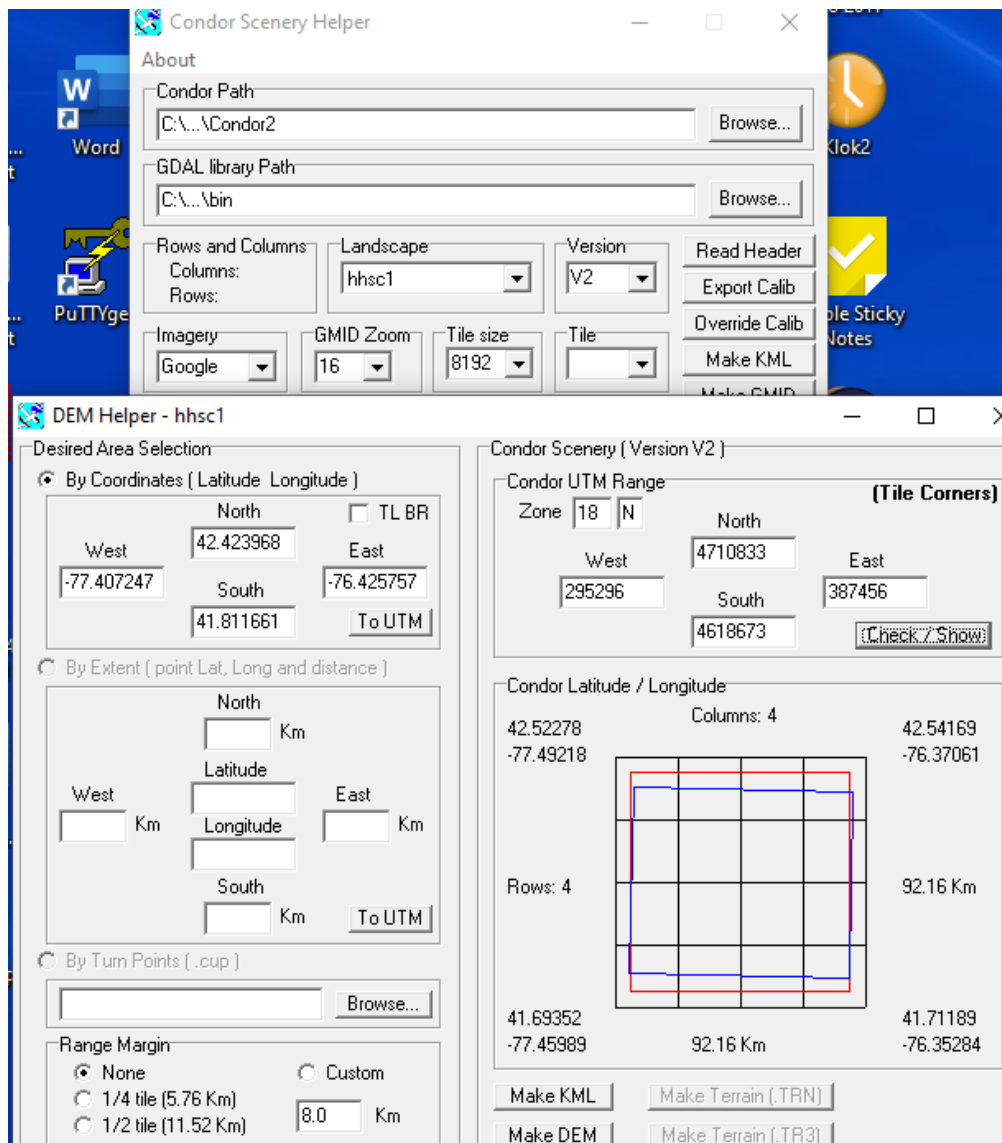 Condor Scenery Helper
About
Condor Path
C:\...\Condor2
Browse...
Word
Klok2
GDAL library Path
C:\...\bin
Browse...
Rows and Columns
Columns:
Rows:
Landscape
hhsc1
Version
V2
Read Header
Export Calib
Override Calib
Make KML
Make GMID
PuTTYge
ple Sticky
Notes
Imagery
Google
GMID Zoom
16
Tile size
8192
Tile
DEM Helper - hhsc1
Desired Area Selection
By Coordinates ( Latitude Longitude )
North
TL BR
42.423968
West
East
-77.407247
-76.425757
South
41.811661
To UTM
By Extent ( point Lat, Long and distance )
North
Km
Latitude
West
East
Km
Longitude
Km
South
Km
To UTM
By Turn Points ( .cup )
Browse...
Range Margin
None
Custom
1/4 tile (5.76 Km)
8.0
Km
1/2 tile (11.52 Km)
Condor Scenery ( Version V2 )
Condor UTM Range
(Tile Corners)
Zone 18 N
North
4710833
West
East
295296
387456
South
4618673
Check / Show
Condor Latitude / Longitude
Columns: 4
42.52278
-77.49218
42.54169
-76.37061
Rows: 4
92.16 Km
41.69352
-77.45989
92.16 Km
41.71189
-76.35284
Make KML
Make Terrain (.TRN)
Make DEM
Make Terrain (.TR3)